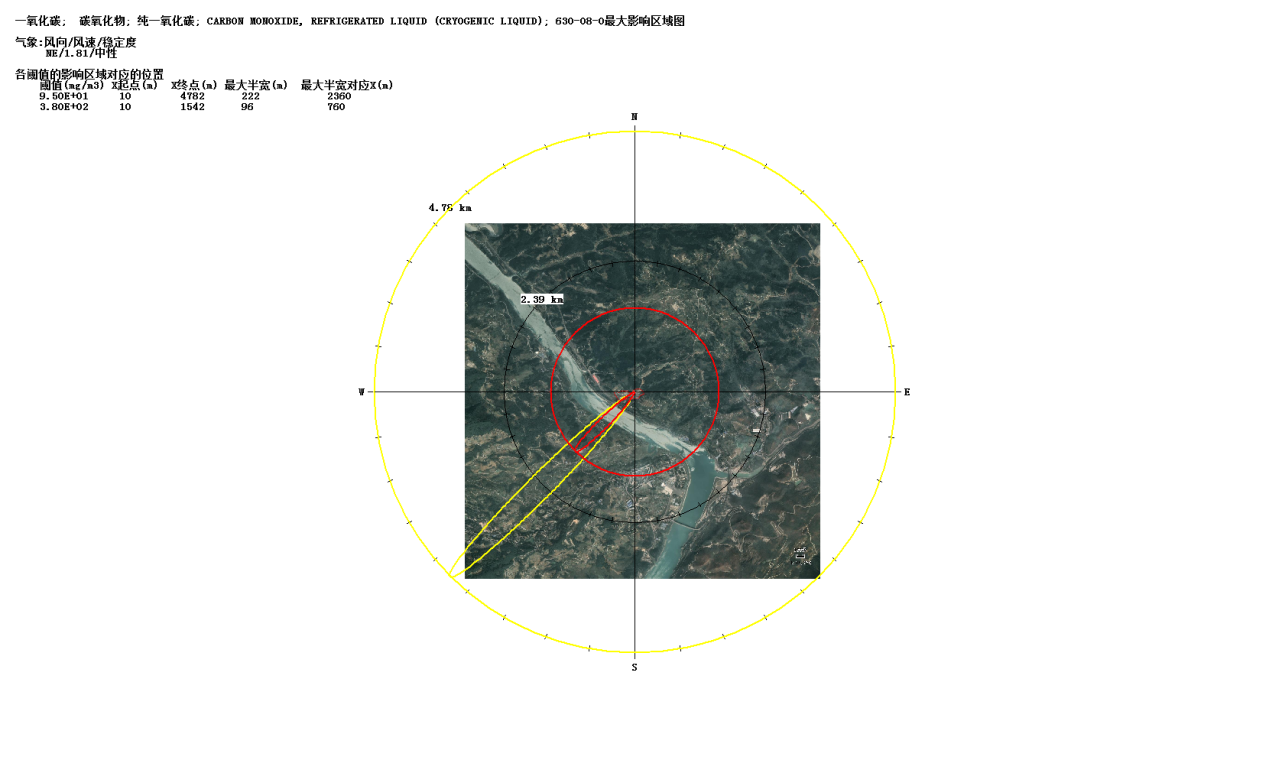 一氧化碳;  碳氧化物; 纯一氧化碳; CARBON MONOXIDE, REFRIGERATED LIQUID (CRYOGENIC LIQUID); 630-08-0最大影响区域图
气象:风向/风速/稳定度
NE/1.81/中性
各阈值的影响区域对应的位置
阈值(mg/m3) X起点(m) X终点(m) 最大半宽(m) 最大半宽对应X(m)
9.50E+01 10 4782 222 2360
3.80E+02 10 1542 96 760
N
4.78 km
2.39 km
W
E
S